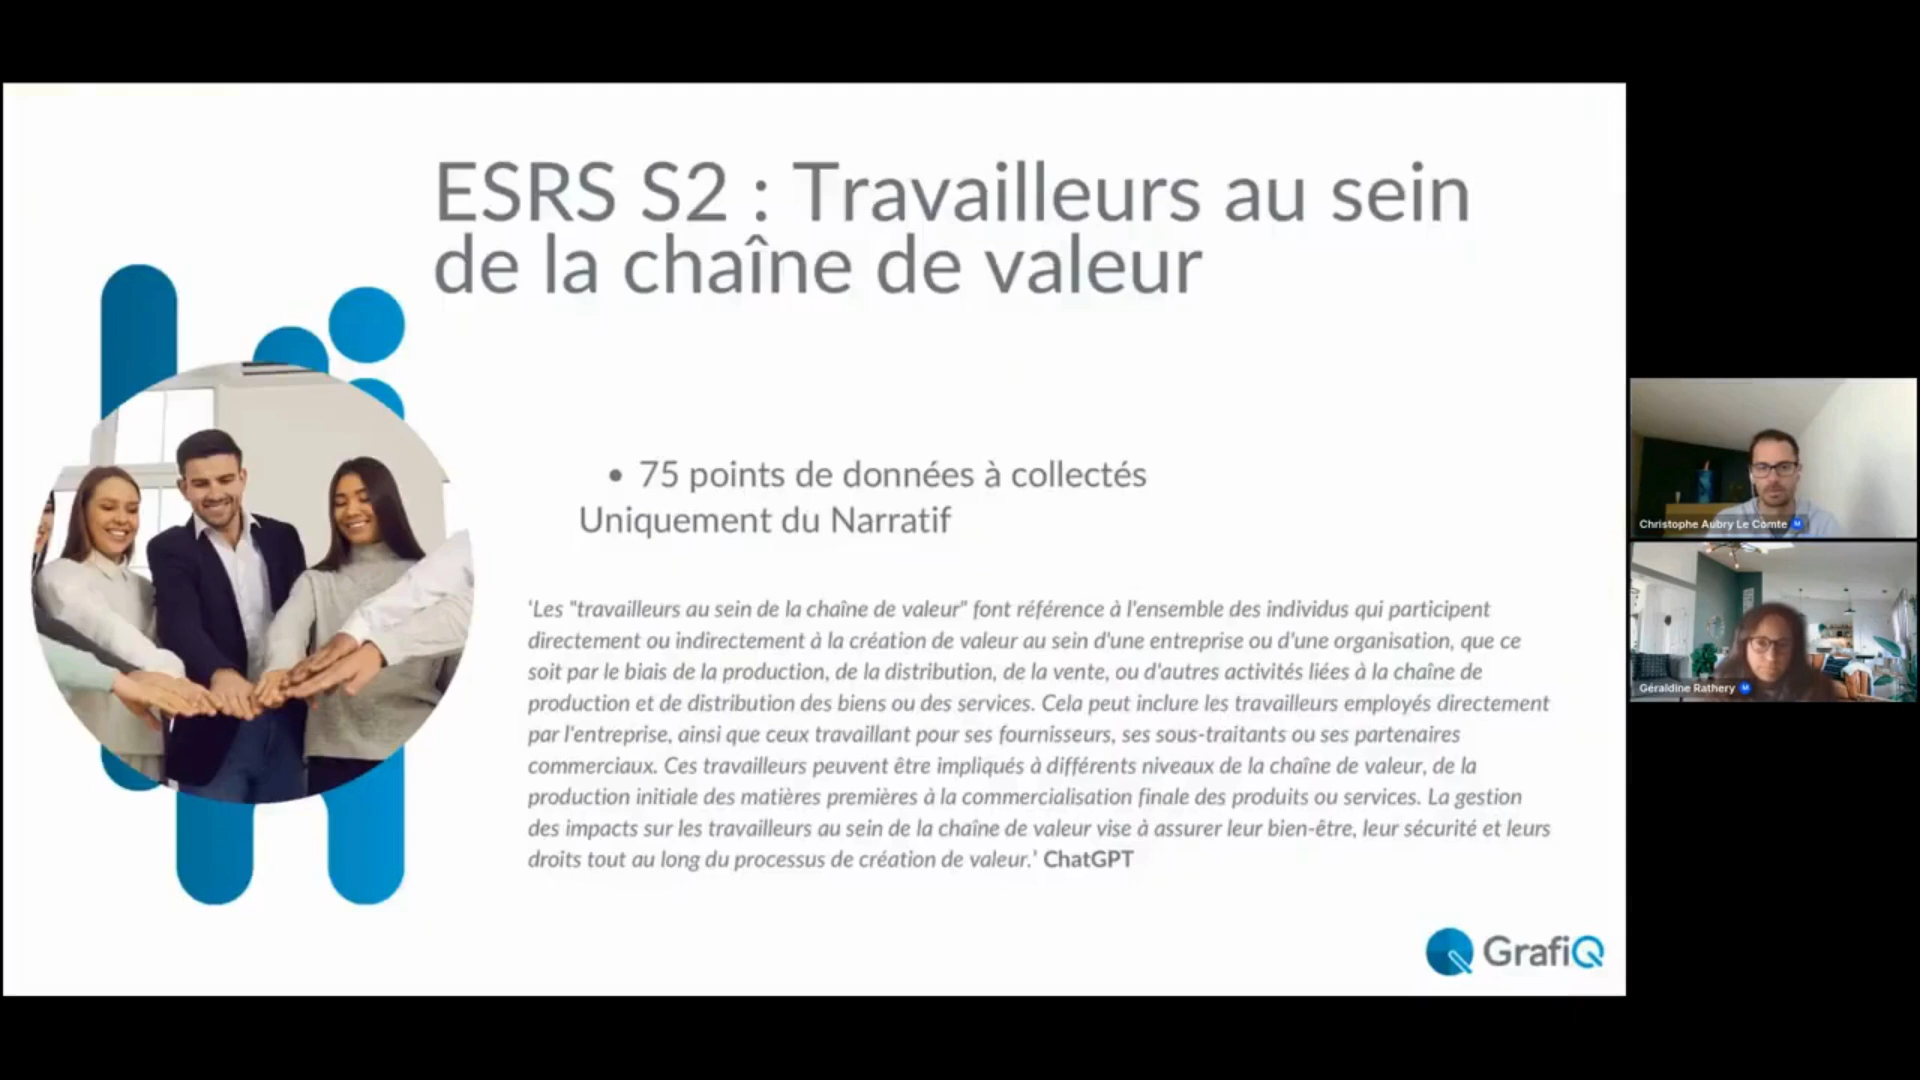 ESRS S2 : Travailleurs au sein
de la chaîne de valeur
• 75 points de données à collectés
Uniquement du Narratif
'Les "travailleurs au sein de la chaîne de valeur" font référence à l'ensemble des individus qui participent
directement ou indirectement à la création de valeur au sein d'une entreprise ou d'une organisation, que ce
soit par le biais de la production, de la distribution, de la vente, ou d'autres activités liées à la chaîne de
production et de distribution des biens ou des services. Cela peut inclure les travailleurs employés directement
par l'entreprise, ainsi que ceux travaillant pour ses fournisseurs, ses sous-traitants ou ses partenaires
commerciaux. Ces travailleurs peuvent être impliqués à différents niveaux de la chaîne de valeur, de la
production initiale des matières premières à la commercialisation finale des produits ou services. La gestion
des impacts sur les travailleurs au sein de la chaîne de valeur vise à assurer leur bien-être, leur sécurité et leurs
droits tout au long du processus de création de valeur.' ChatGPT
GrafiQ
Christophe Aubry Le Comte M
Géraldine Rathery M